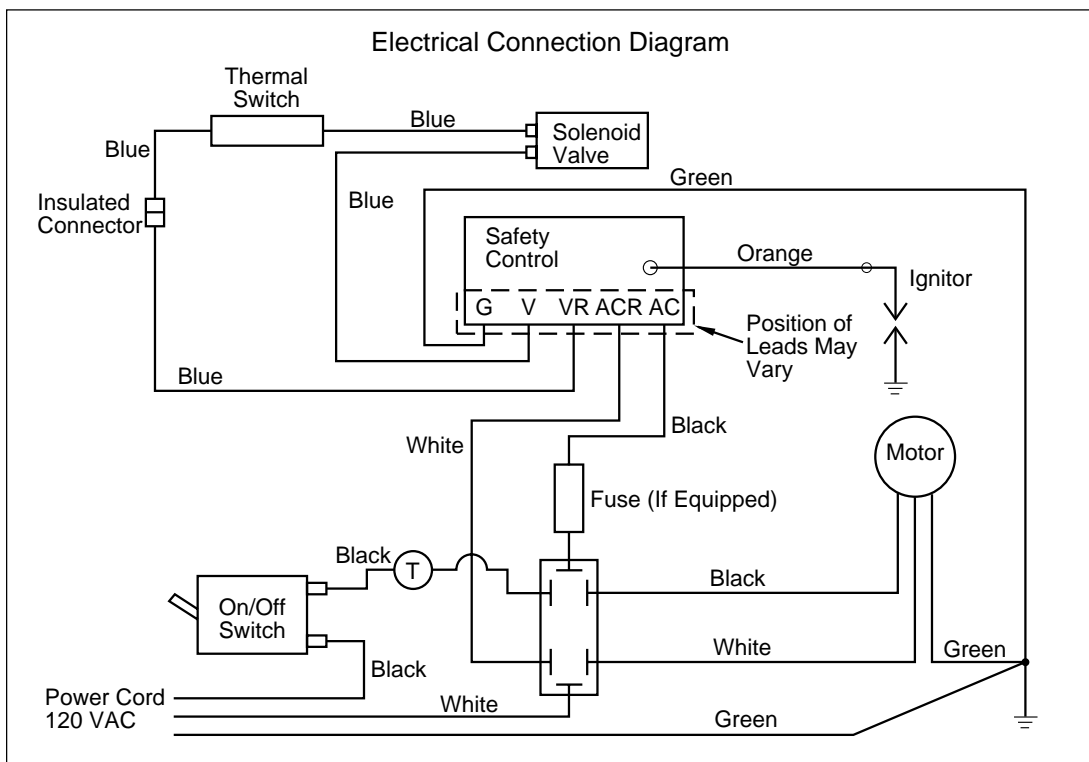 Electrical Connection Diagram
Thermal
Switch
Blue
Solenoid
Valve
Blue
Green
Insulated
Connector
Blue
Safety
Control
Orange
Ignitor
G V VR ACR AC
Position of
Leads May
Vary
Blue
White
Black
Motor
Fuse (If Equipped)
Black
T
Black
On/Off
Switch
White
Green
Black
Power Cord
120 VAC
White
Green